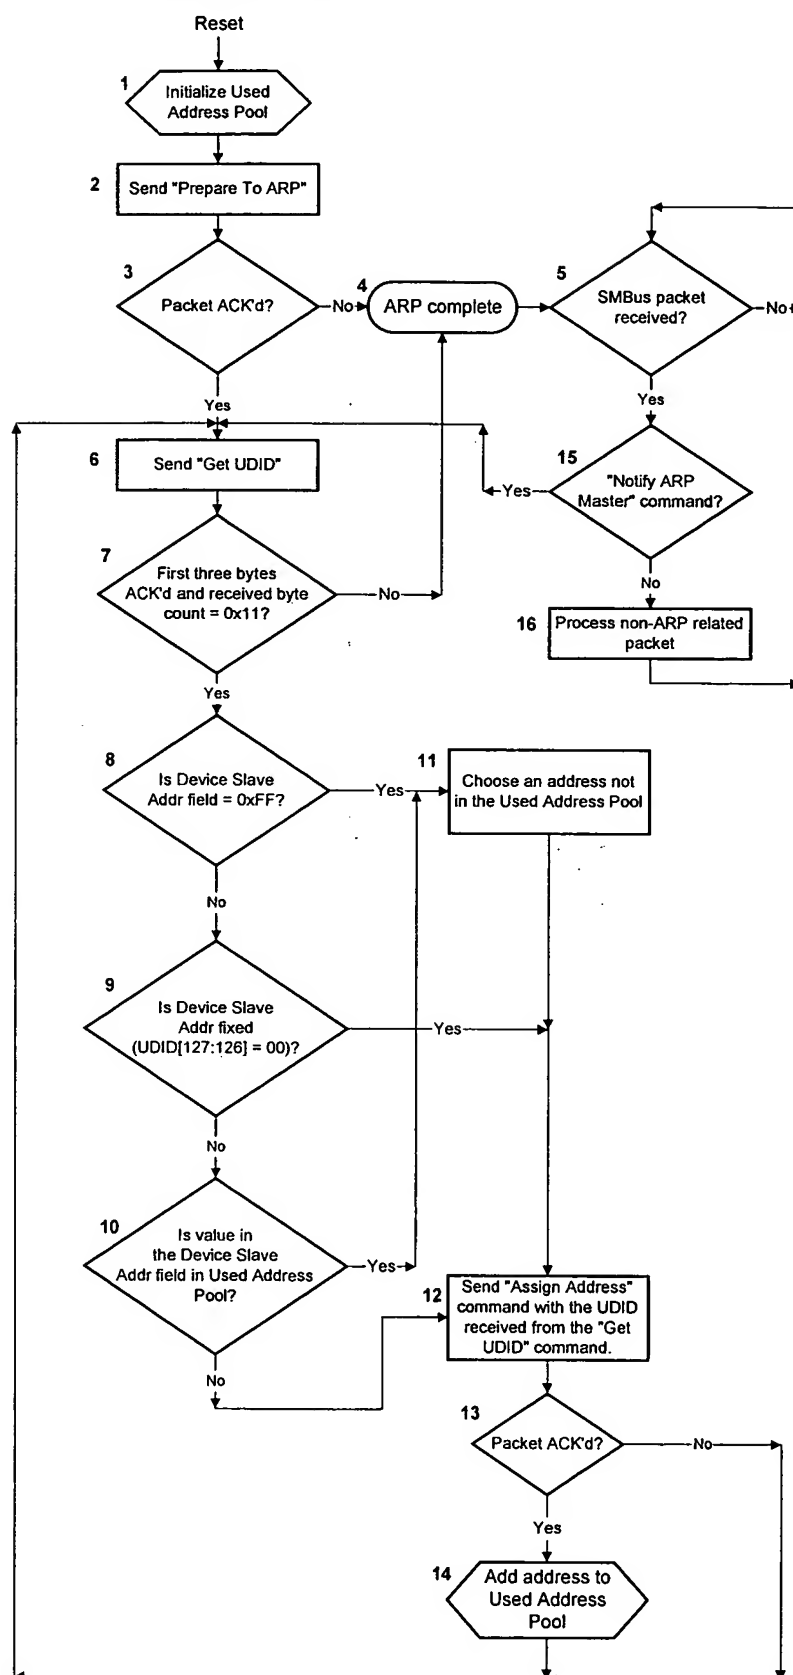 Reset
1
Initialize Used
Address Pool
2
Send "Prepare To ARP"
3
Packet ACK'd?
No
4
ARP complete
5
SMBus packet
received?
No
Yes
Yes
6
Send "Get UDID"
15
"Notify ARP
Master" command?
Yes
7
First three bytes
ACK'd and received byte
count = 0x11?
No
No
16
Process non-ARP related
packet
Yes
8
Is Device Slave
Addr field = 0xFF?
Yes
11
Choose an address not
in the Used Address Pool
No
9
Is Device Slave
Addr fixed
(UDID[127:126] = 00)?
Yes
No
10
Is value in
the Device Slave
Addr field in Used Address
Pool?
Yes
12
Send "Assign Address"
command with the UDID
received from the "Get
UDID" command.
No
13
Packet ACK'd?
No
Yes
14
Add address to
Used Address
Pool